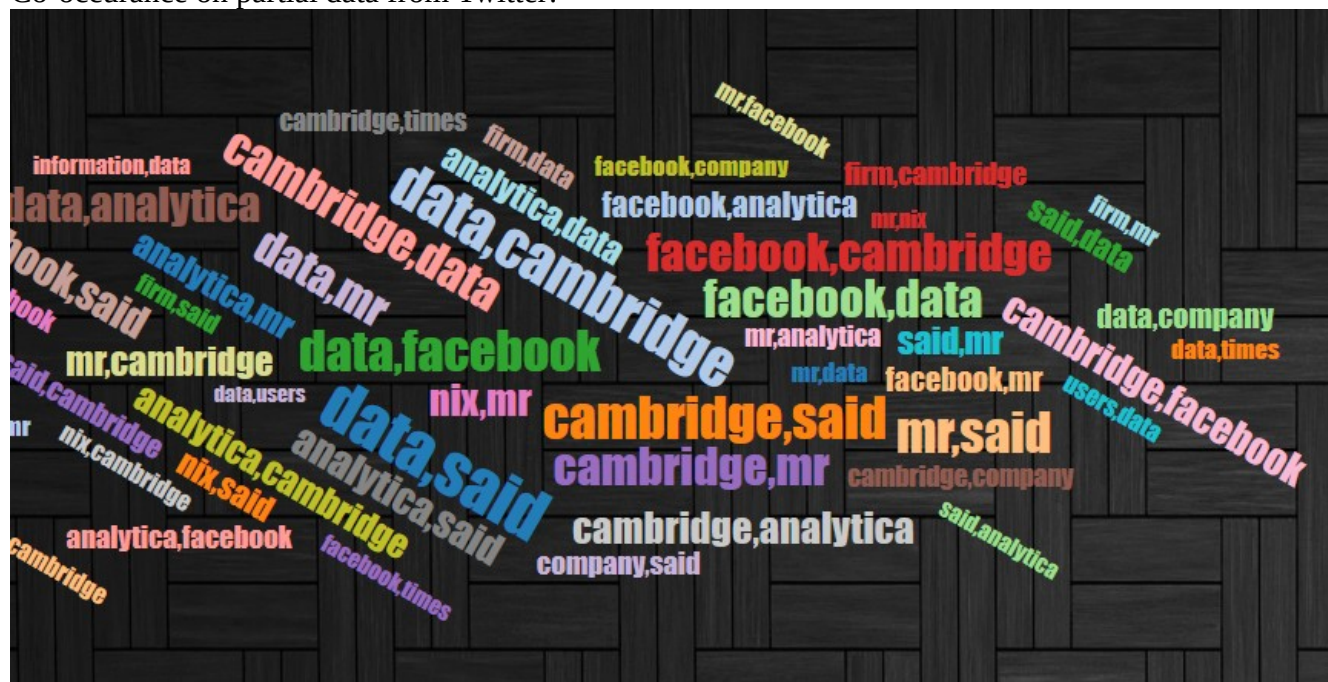 Co-occurance on partial data from Twitter:
mr,facebook
cambridge,times
firm,data
information,data
cambridge,data
analytica,data
facebook,company
firm,cambridge
data,analytica
data,cambridge
facebook,analytica
mr,nix
said,data
firm,mr
book,said
analytica,mr
data,mr
facebook,cambridge
firm,said
book
facebook,data
cambridge,facebook
data,company
mr,cambridge
data,facebook
mr,analytica
said,mr
data,times
said,cambridge
data,users
nix,mr
mr,data
facebook,mr
users,data
mr
nix,cambridge
analytica,cambridge
data,said
cambridge,said
mr,said
nix,said
analytica,said
cambridge,mr
cambridge,company
analytica,facebook
cambridge,analytica
said,analytica
cambridge
facebook,times
company,said